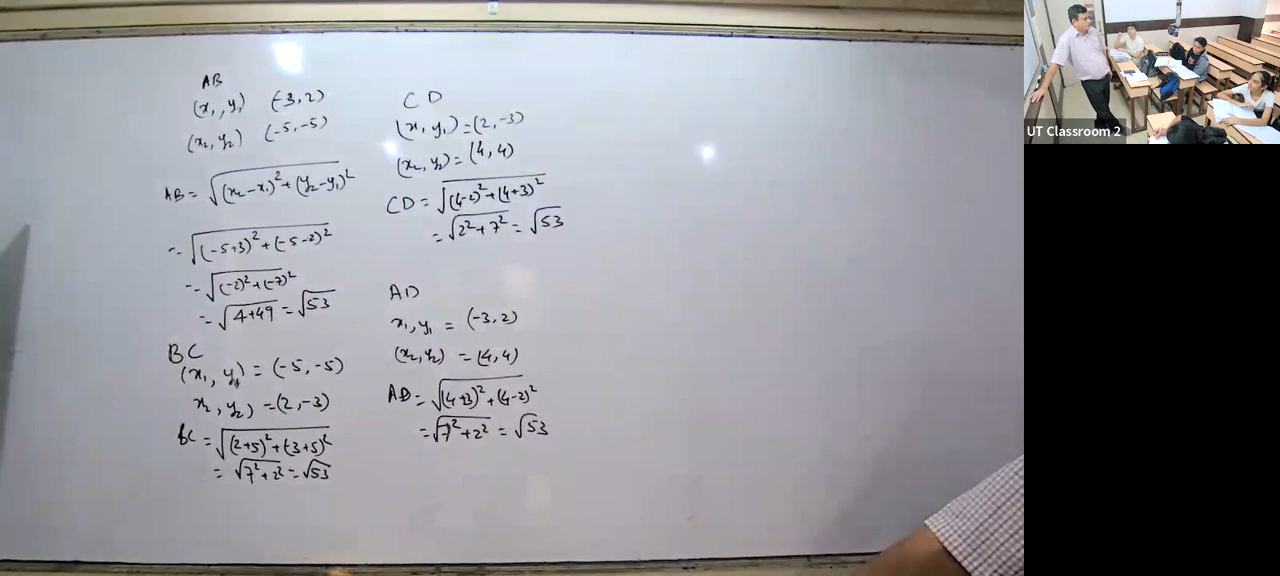 AB
(x₁, y₁) (-3, 2)
(x₂, y₂) (-5, -5)
AB = √(x₂-x₁)²+(y₂-y₁)²
= √(-5+3)²+(-5-2)²
= √(-2)²+(-7)²
= √4+49 = √53
BC
(x₁, y₁) = (-5, -5)
x₂, y₂) = (2, -3)
BC = √(2+5)²+(-3+5)²
= √7²+2² = √53
CD
(x₁, y₁) = (2, -3)
(x₂, y₂) = (4, 4)
CD = √(4-2)²+(4+3)²
= √2²+7² = √53
AD
x₁, y₁ = (-3, 2)
(x₂, y₂) = (4, 4)
AD = √(4+3)²+(4-2)²
= √7²+2² = √53
UT Classroom 2